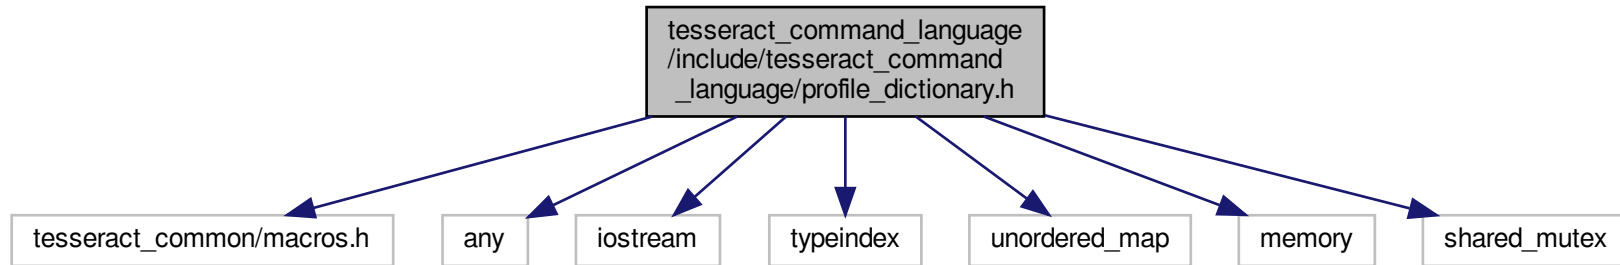 tesseract_command_language
/include/tesseract_command
_language/profile_dictionary.h
tesseract_common/macros.h
any
iostream
typeindex
unordered_map
memory
shared_mutex